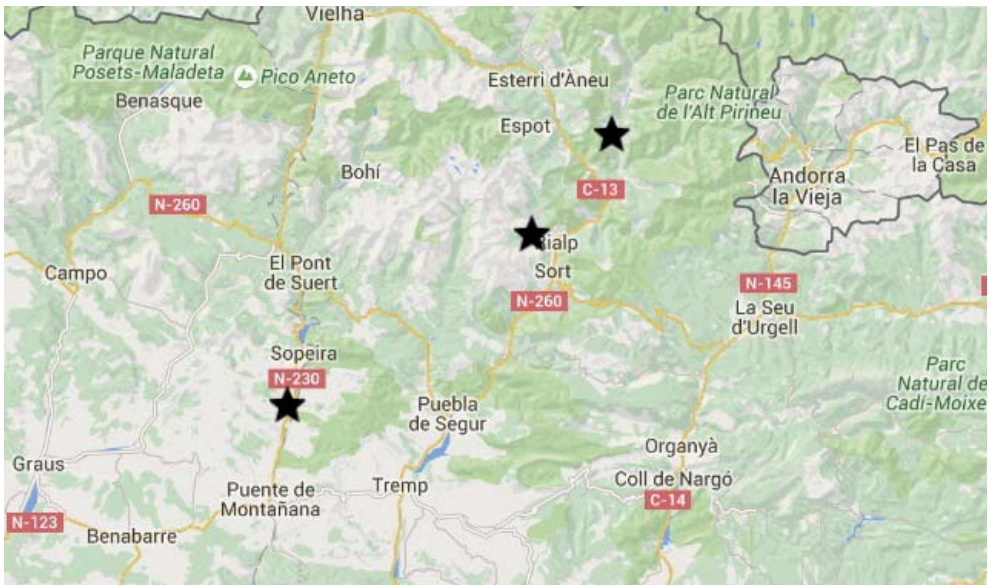 Vielha
Parque Natural
Posets-Maladeta
Pico Aneto
Benasque
Esterri d'Àneu
Parc Natural
de l'Alt Pirineu
Espot
El Pas de
la Casa
Bohí
Andorra
la Vieja
C-13
N-260
Rialp
Campo
El Pont
de Suert
Sort
N-260
N-145
La Seu
d'Urgell
Sopeira
N-230
Parc
Natural de
Cadí-Moixe
Puebla
de Segur
Organyà
Graus
Tremp
Coll de Nargó
Puente de
Montañana
C-14
N-123
Benabarre